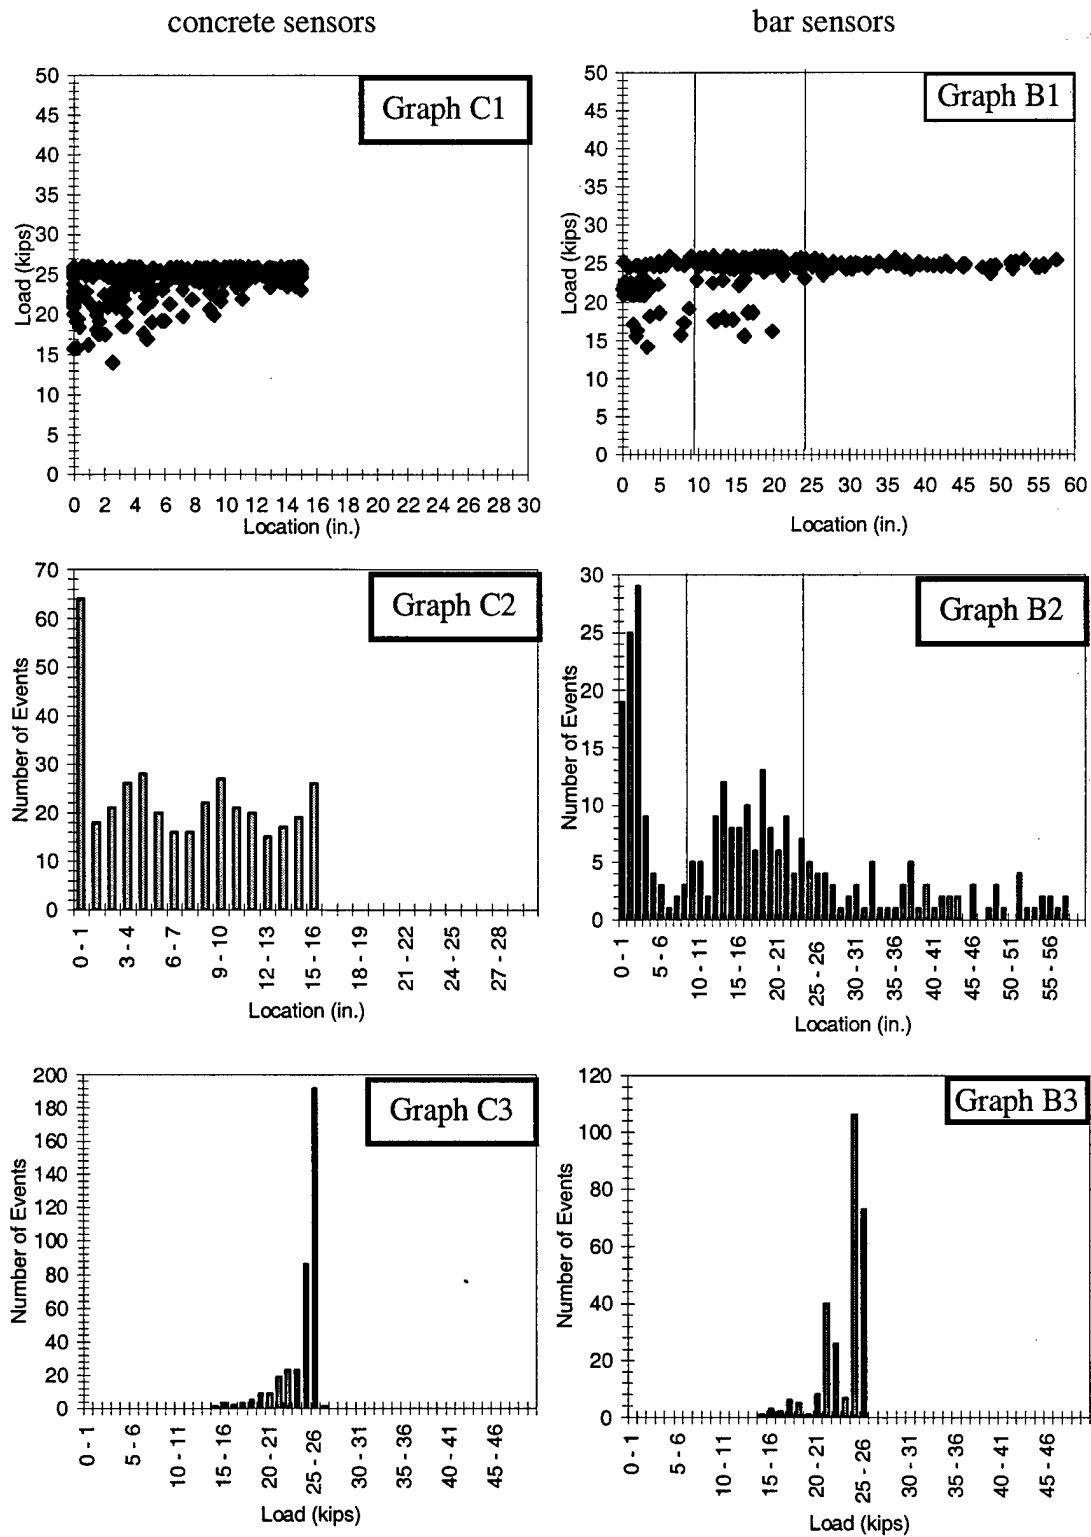 concrete sensors
bar sensors
Graph C1
50
45
40
35
30
25
20
15
10
5
0
Load (kips)
0 2 4 6 8 10 12 14 16 18 20 22 24 26 28 30
Location (in.)
Graph B1
50
45
40
35
30
25
20
15
10
5
0
Load (kips)
0 5 10 15 20 25 30 35 40 45 50 55 60
Location (in.)
Graph C2
70
60
50
40
30
20
10
0
Number of Events
0 - 1 3 - 4 6 - 7 9 - 10 12 - 13 15 - 16 18 - 19 21 - 22 24 - 25 27 - 28
Location (in.)
Graph B2
30
25
20
15
10
5
0
Number of Events
0 - 1 5 - 6 10 - 11 15 - 16 20 - 21 25 - 26 30 - 31 35 - 36 40 - 41 45 - 46 50 - 51 55 - 56
Location (in.)
Graph C3
200
180
160
140
120
100
80
60
40
20
0
Number of Events
0 - 1 5 - 6 10 - 11 15 - 16 20 - 21 25 - 26 30 - 31 35 - 36 40 - 41 45 - 46
Load (kips)
Graph B3
120
100
80
60
40
20
0
Number of Events
0 - 1 5 - 6 10 - 11 15 - 16 20 - 21 25 - 26 30 - 31 35 - 36 40 - 41 45 - 46
Load (kips)